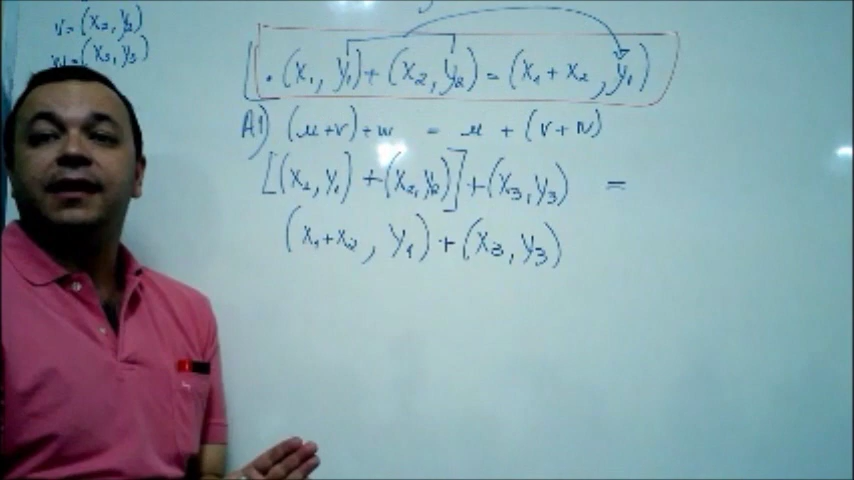 v=(x₂,y₂)
w=(x₃,y₃)
[.(x₁, y₁)+(x₂,y₂)=(x₁+x₂, y₁)
A1) (u+v)+w = u+(v+w)
[(x₁,y₁)+(x₂,y₂)]+(x₃,y₃) =
(x₁+x₂, y₁)+(x₃,y₃)